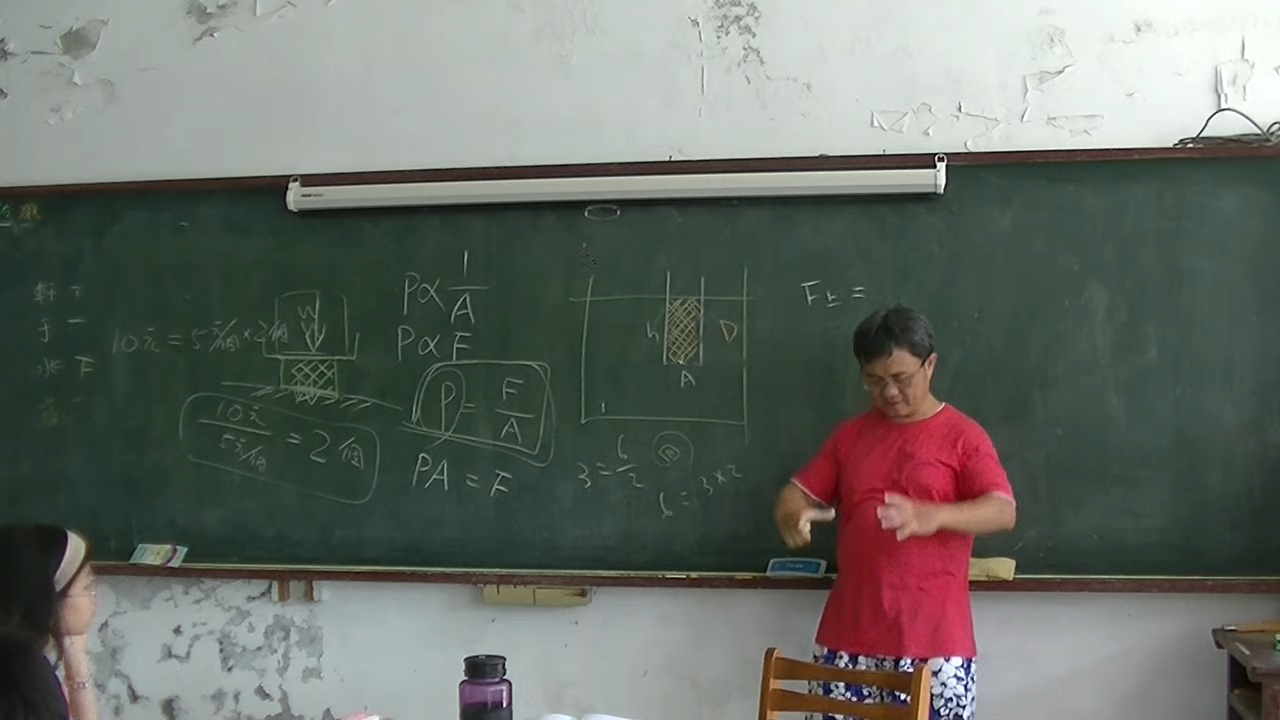 10元 = 5元/個 × 2個
10元 / 5元/個 = 2個
W
P ∝ 1/A
P ∝ F
P = F/A
PA = F
h
D
A
3 = 6/2
6 = 3×2
F上 =